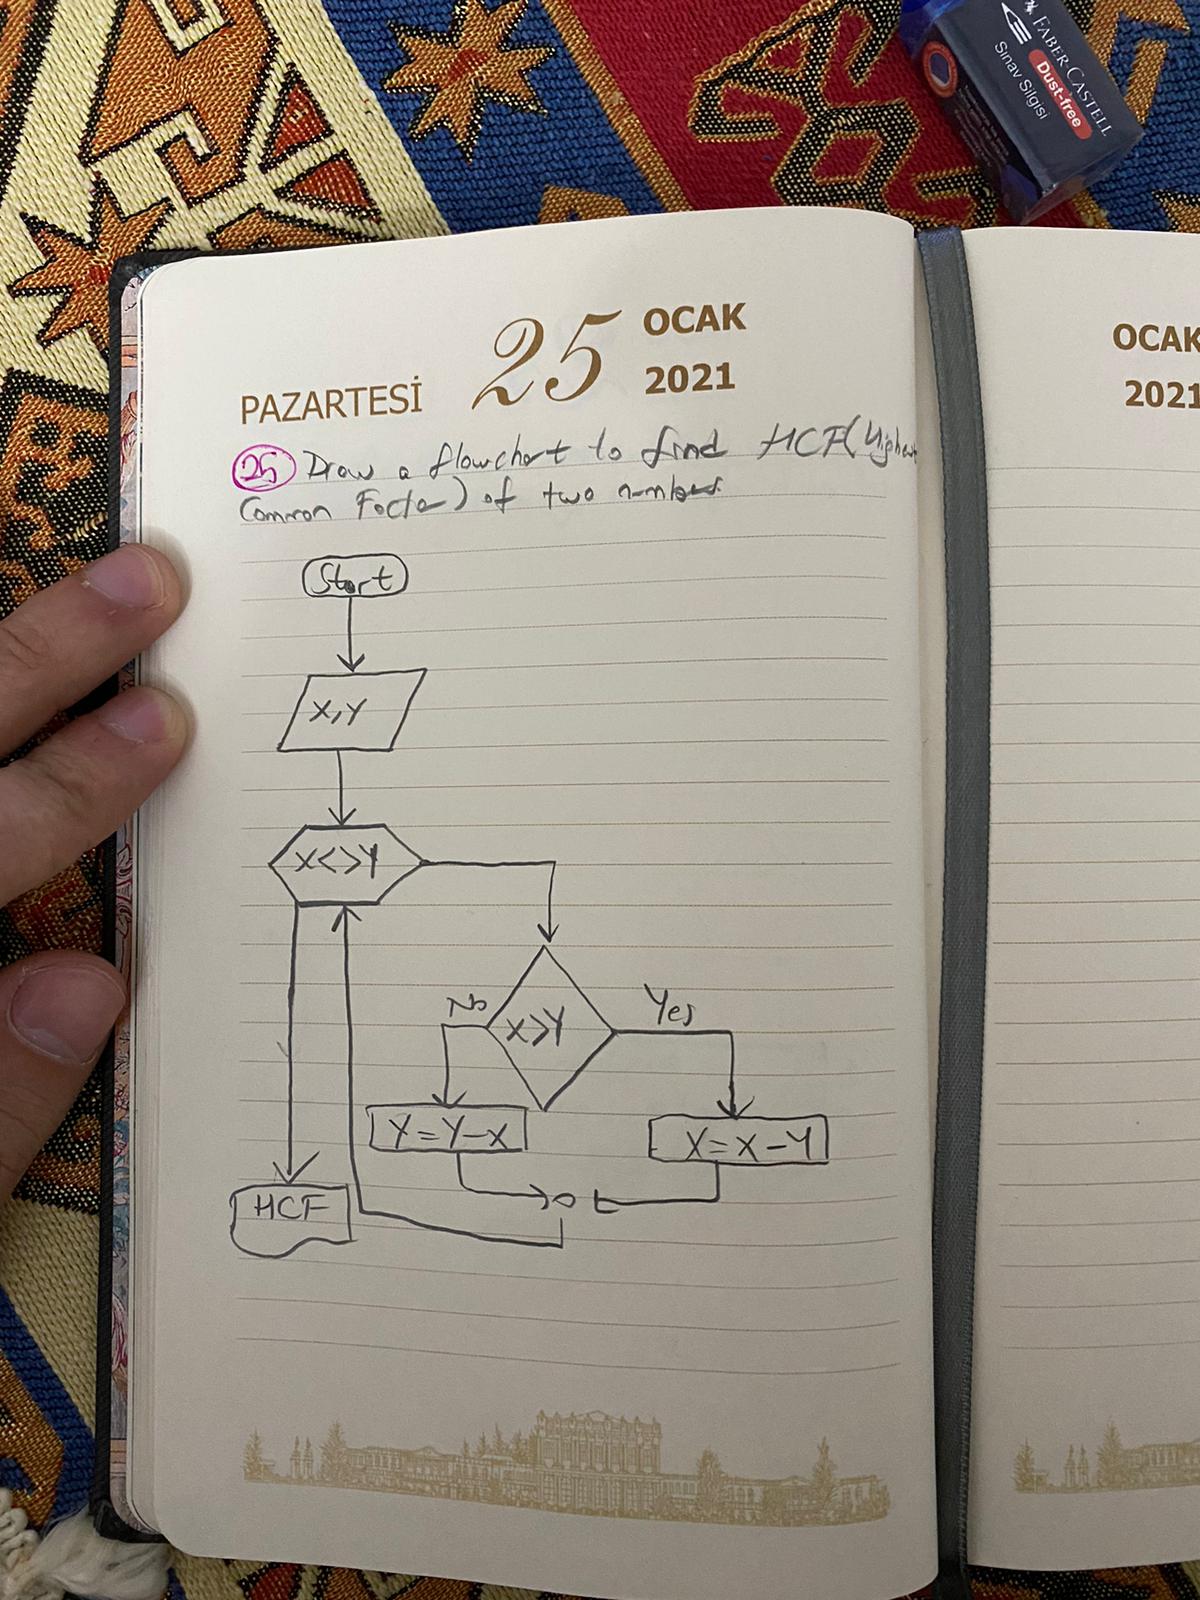 FABER-CASTELL
Dust-free
Sınav Silgisi
PAZARTESİ 25 OCAK
2021
OCAK
2021
25 Draw a flowchart to find HCF (Highest
Common Factor) of two numbers
Start
X,Y
X<>Y
No X>Y Yes
Y=Y-X
X=X-Y
HCF